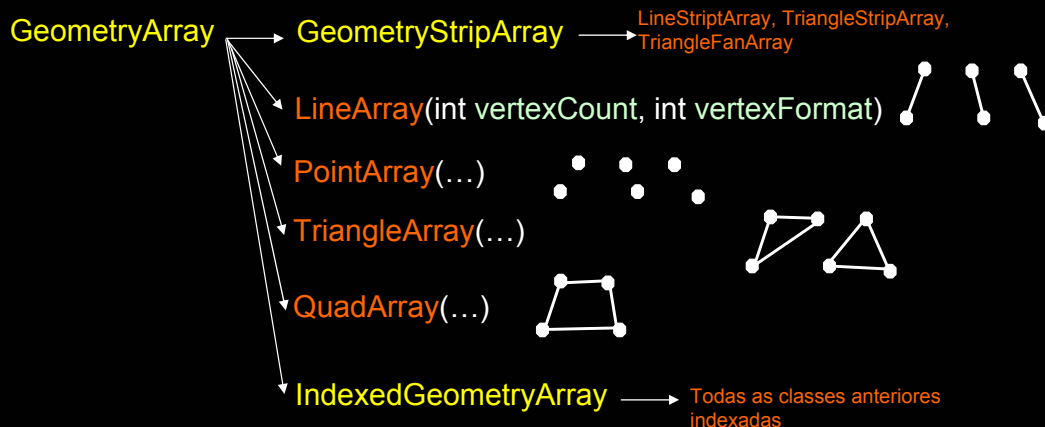 GeometryArray
GeometryStripArray
LineStriptArray, TriangleStripArray,
TriangleFanArray
LineArray(int vertexCount, int vertexFormat)
PointArray(…)
TriangleArray(…)
QuadArray(…)
IndexedGeometryArray
Todas as classes anteriores
indexadas